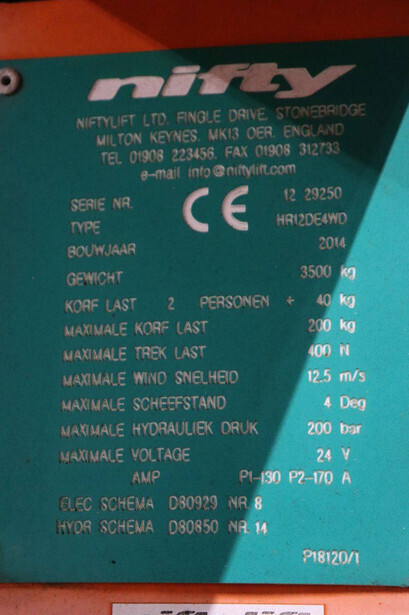 nifty
NIFTYLIFT LTD. FINGLE DRIVE. STONEBRIDGE
MILTON KEYNES. MK13 OER. ENGLAND
TEL 01908 223456. FAX 01908 312733
e-mail info@niftylift.com
CE
SERIE NR. 12 29250
TYPE HR12DE4WD
BOUWJAAR 2014
GEWICHT 3500 kg
KORF LAST 2 PERSONEN + 40 kg
MAXIMALE KORF LAST 200 kg
MAXIMALE TREK LAST 400 N
MAXIMALE WIND SNELHEID 12.5 m/s
MAXIMALE SCHEEFSTAND 4 Deg
MAXIMALE HYDRAULIEK DRUK 200 bar
MAXIMALE VOLTAGE 24 V
AMP P1-130 P2-170 A
ELEC SCHEMA D80929 NR. 8
HYDR SCHEMA D80850 NR. 14
P18120/1